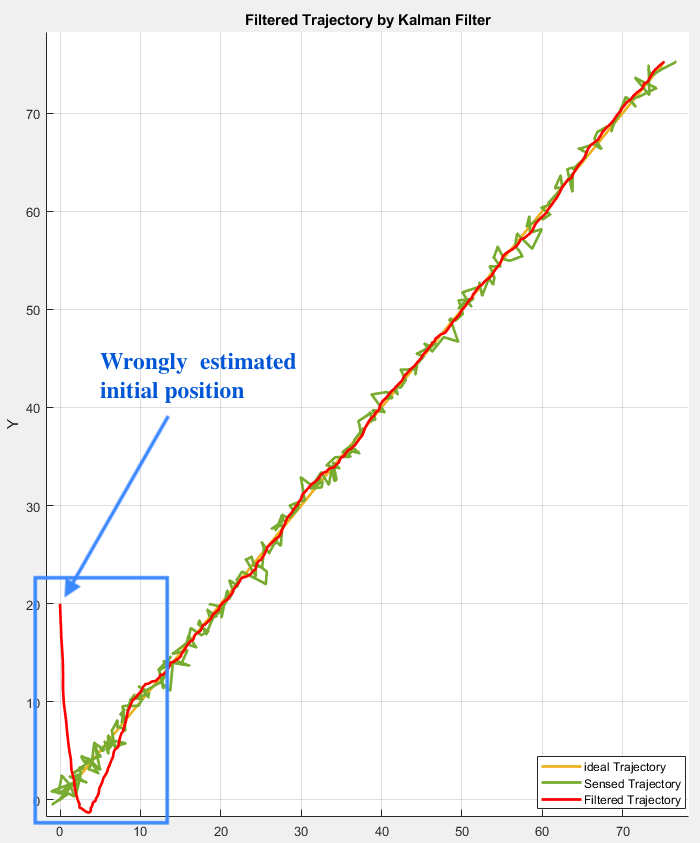 Filtered Trajectory by Kalman Filter
70
60
50
Wrongly estimated
initial position
40
Y
30
20
10
0
ideal Trajectory
Sensed Trajectory
Filtered Trajectory
0 10 20 30 40 50 60 70